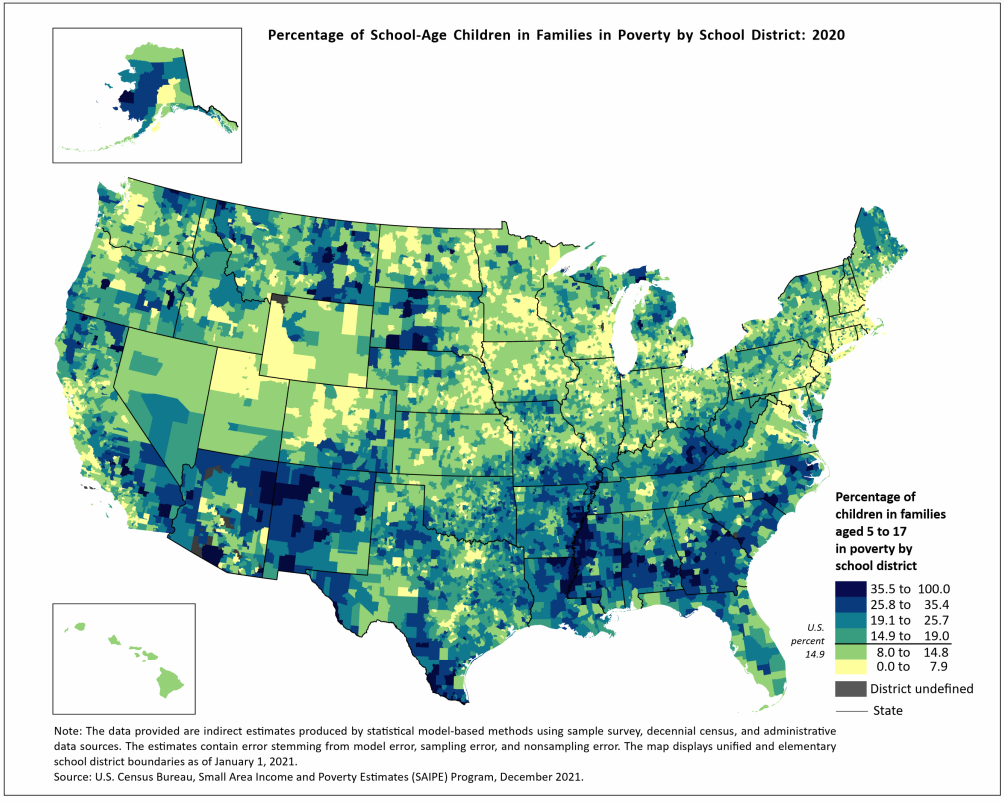 Percentage of School-Age Children in Families in Poverty by School District: 2020
Percentage of
children in families
aged 5 to 17
in poverty by
school district
35.5 to 100.0
25.8 to 35.4
19.1 to 25.7
14.9 to 19.0
8.0 to 14.8
0.0 to 7.9
U.S.
percent
14.9
District undefined
State
Note: The data provided are indirect estimates produced by statistical model-based methods using sample survey, decennial census, and administrative
data sources. The estimates contain error stemming from model error, sampling error, and nonsampling error. The map displays unified and elementary
school district boundaries as of January 1, 2021.
Source: U.S. Census Bureau, Small Area Income and Poverty Estimates (SAIPE) Program, December 2021.